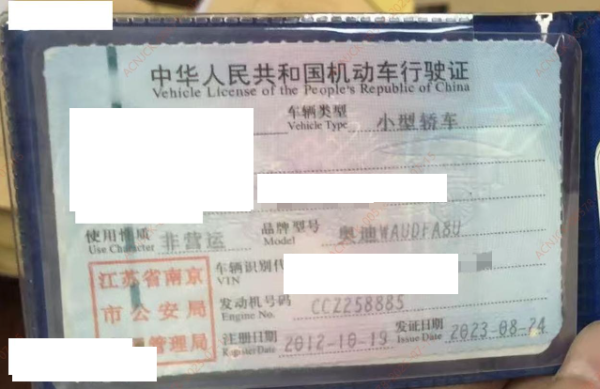 中华人民共和国机动车行驶证
Vehicle License of the People's Republic of China
车辆类型 小型轿车
Vehicle Type
使用性质 非营运 品牌型号 奥迪WAUDFA8U
Use Character Model
车辆识别代
VIN
发动机号码 CCZ258885
Engine No.
注册日期 2012-10-19 发证日期 2023-08-24
Register Date Issue Date
江苏省南京
市公安局
管理局